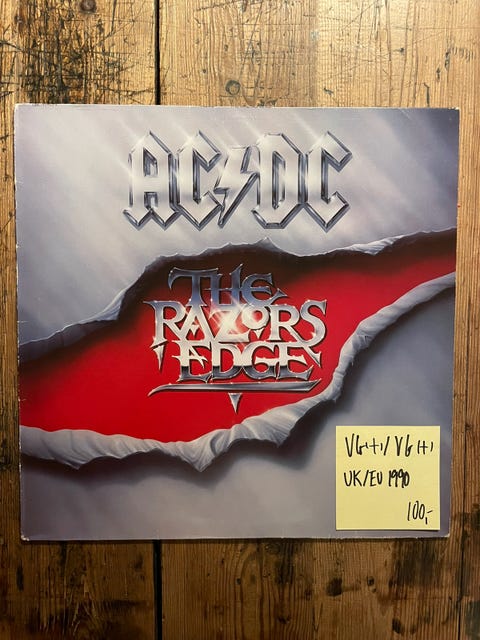 AC/DC
THE
RAZORS
EDGE
VG(+)/VG(+)
UK/EU 1990
100,-